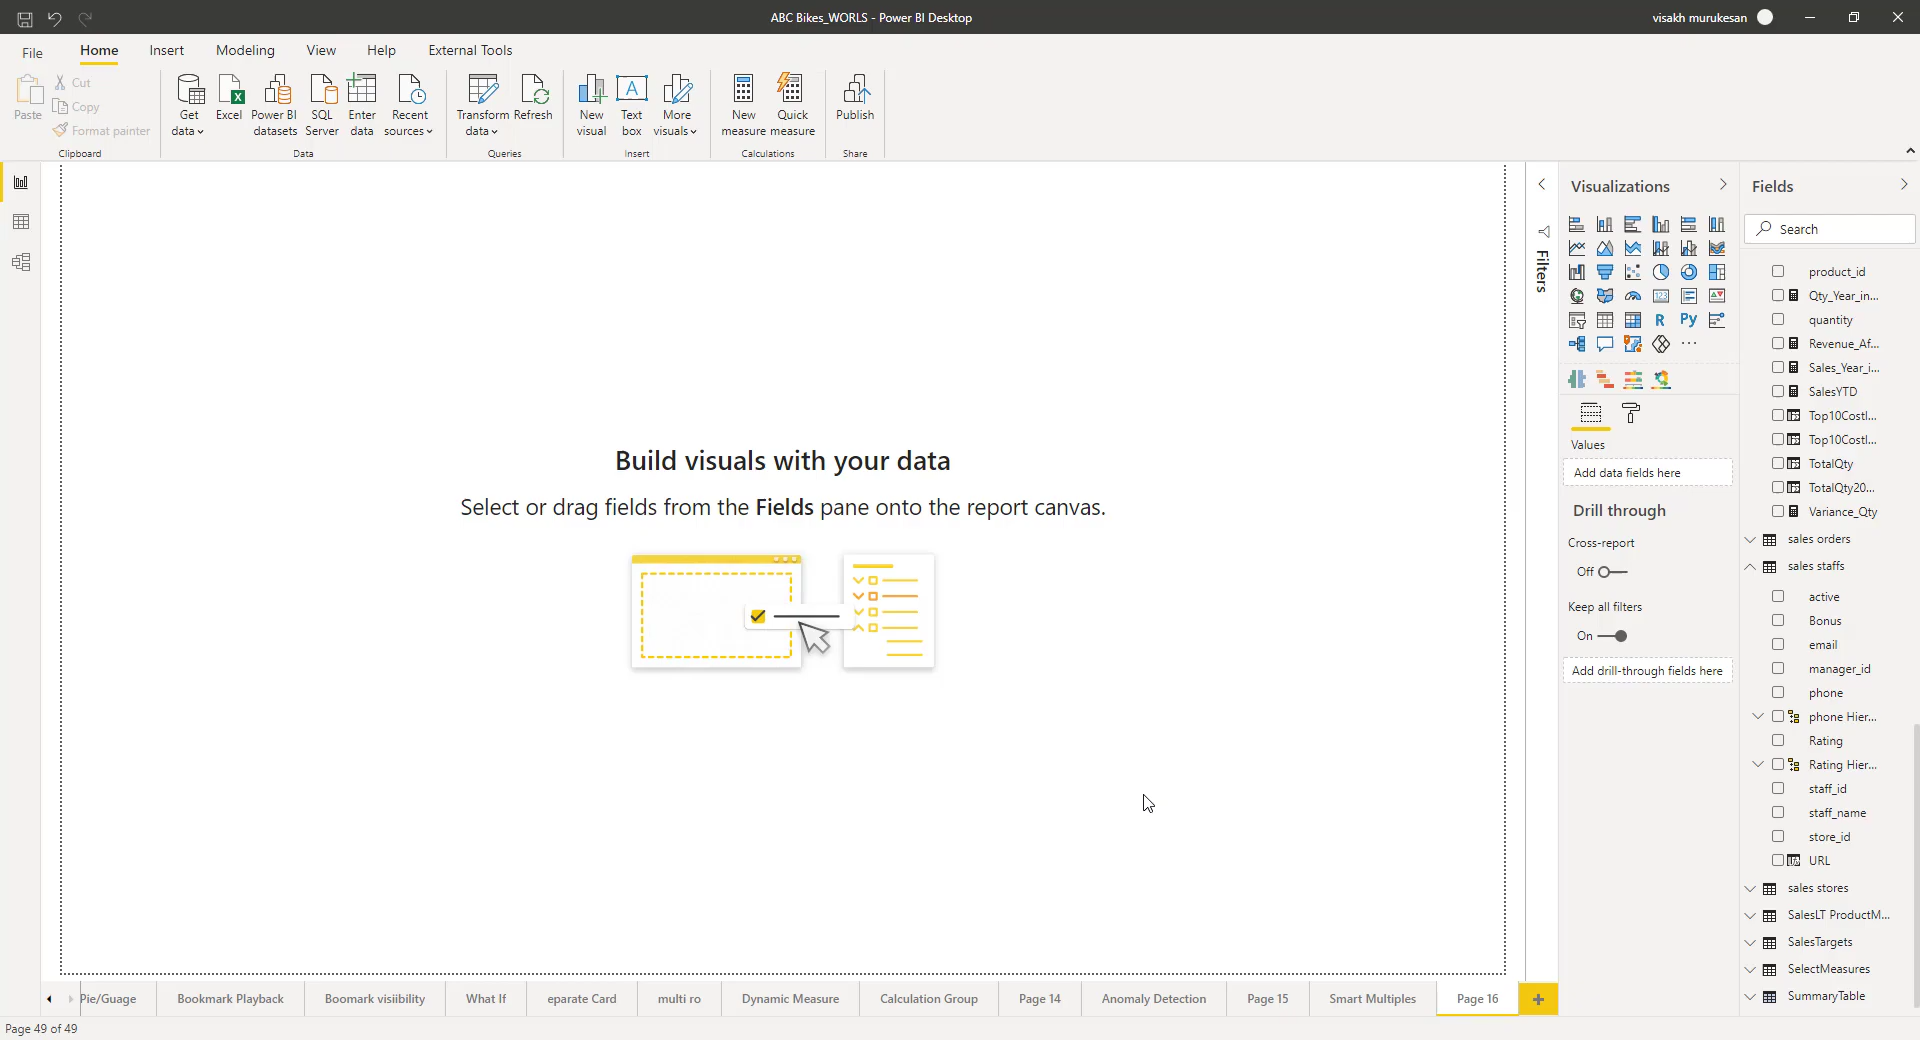 ABC Bikes_WORLS - Power BI Desktop
visakh murukesan
File
Home
Insert
Modeling
View
Help
External Tools
Paste
Cut
Copy
Format painter
Clipboard
Get data
Excel
Power BI datasets
SQL Server
Enter data
Recent sources
Data
Transform data
Refresh
Queries
New visual
Text box
More visuals
Insert
New measure
Quick measure
Calculations
Publish
Share
Build visuals with your data
Select or drag fields from the Fields pane onto the report canvas.
Filters
Visualizations
R
Py
123
A
...
Values
Add data fields here
Drill through
Cross-report
Off
Keep all filters
On
Add drill-through fields here
Fields
Search
product_id
Qty_Year_in...
quantity
Revenue_Af...
Sales_Year_i...
SalesYTD
Top10CostI...
Top10CostI...
TotalQty
TotalQty20...
Variance_Qty
sales orders
sales staffs
active
Bonus
email
manager_id
phone
phone Hier...
Rating
Rating Hier...
staff_id
staff_name
store_id
URL
sales stores
SalesLT ProductM...
SalesTargets
SelectMeasures
SummaryTable
Pie/Guage
Bookmark Playback
Boomark visiibility
What If
eparate Card
multi ro
Dynamic Measure
Calculation Group
Page 14
Anomaly Detection
Page 15
Smart Multiples
Page 16
+
Page 49 of 49